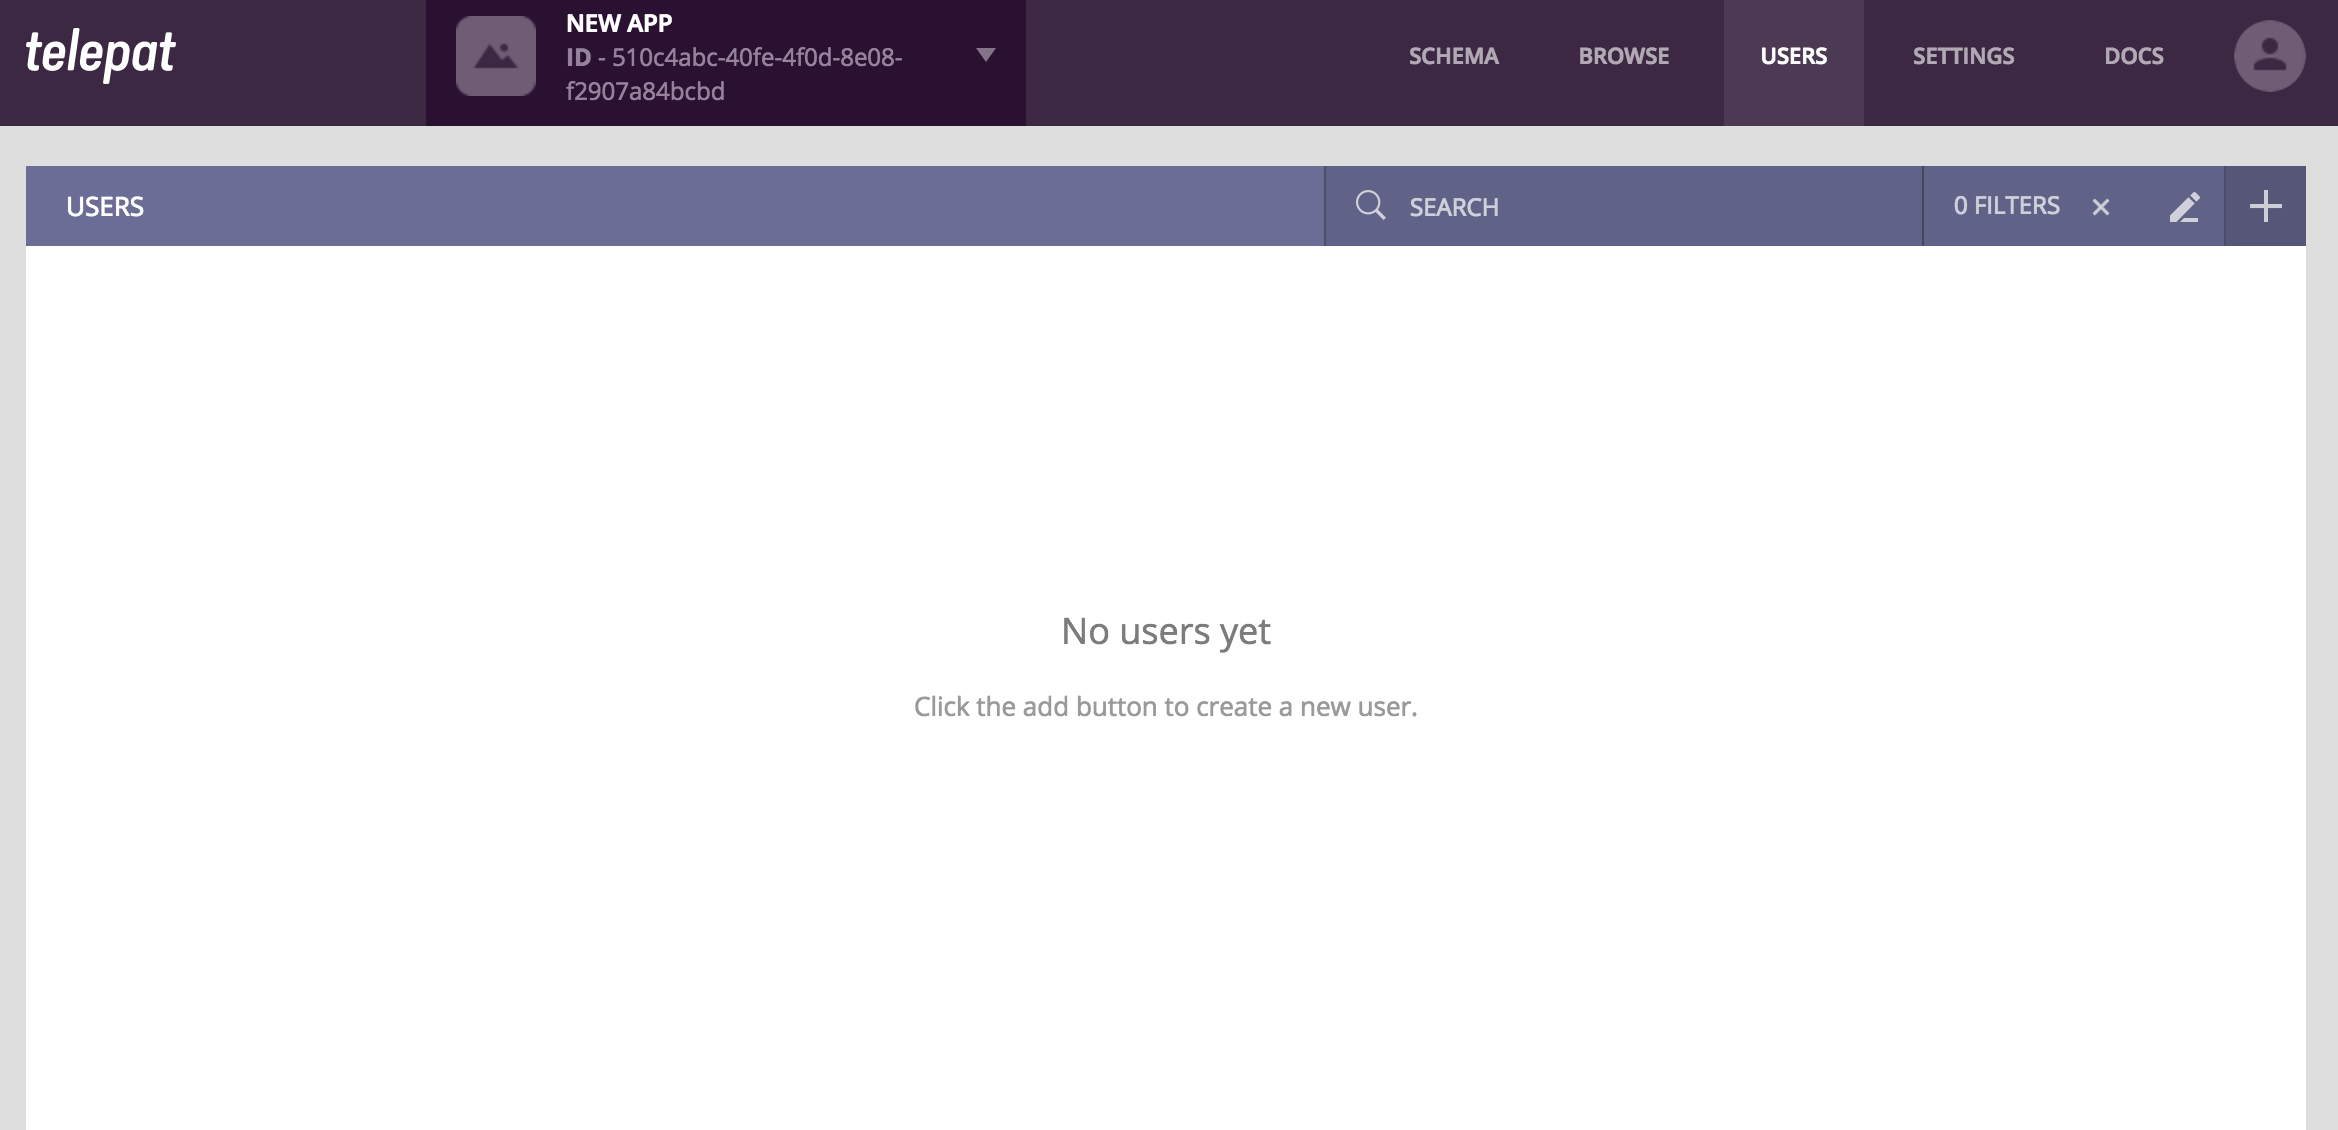 telepat
NEW APP
ID - 510c4abc-40fe-4f0d-8e08-
f2907a84bcbd
SCHEMA
BROWSE
USERS
SETTINGS
DOCS
USERS
SEARCH
0 FILTERS
No users yet
Click the add button to create a new user.